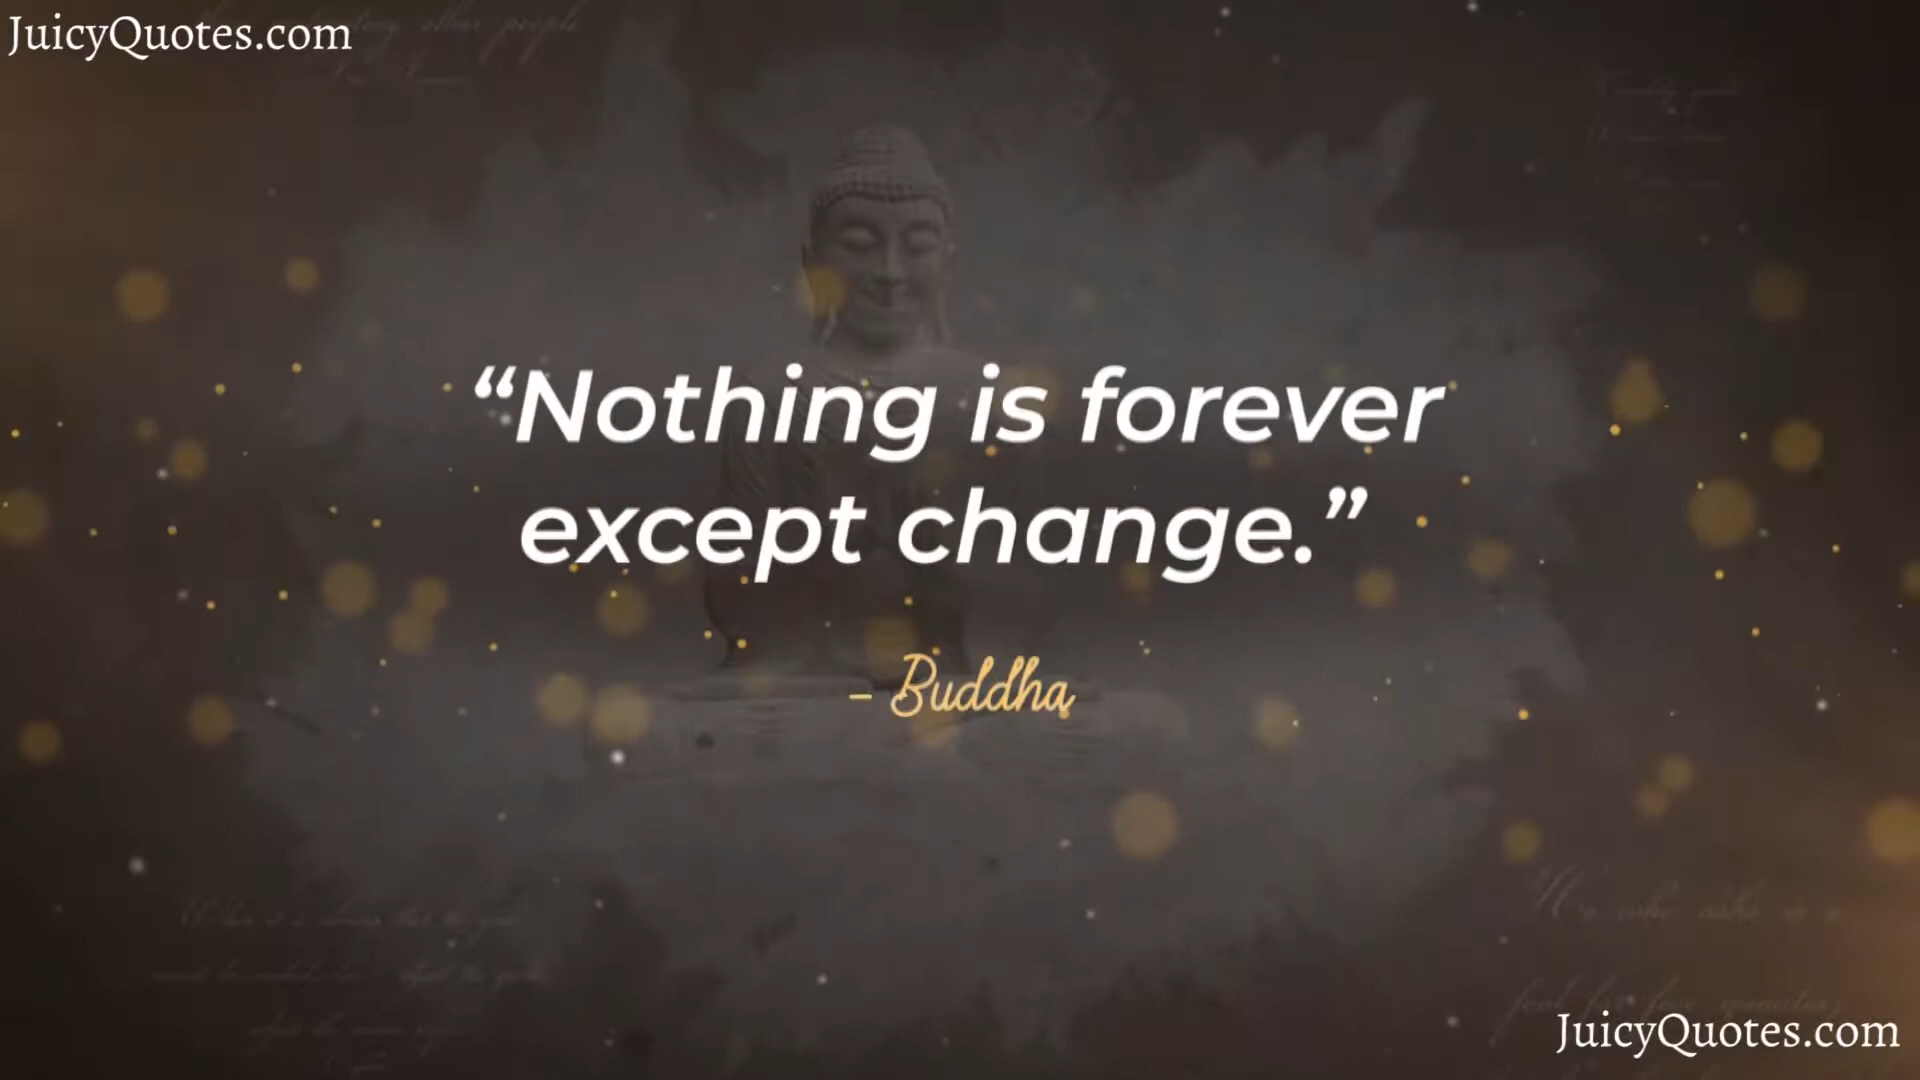 JuicyQuotes.com
“Nothing is forever
except change.”
– Buddha
JuicyQuotes.com